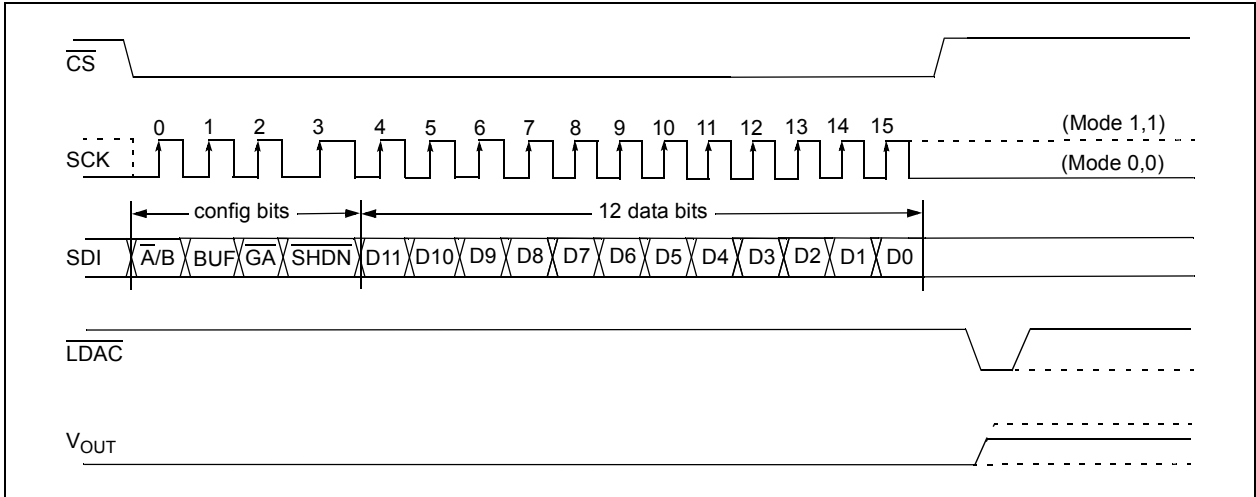 CS
0 1 2 3 4 5 6 7 8 9 10 11 12 13 14 15
(Mode 1,1)
SCK
(Mode 0,0)
config bits
12 data bits
SDI
A/B BUF GA SHDN D11 D10 D9 D8 D7 D6 D5 D4 D3 D2 D1 D0
LDAC
VOUT